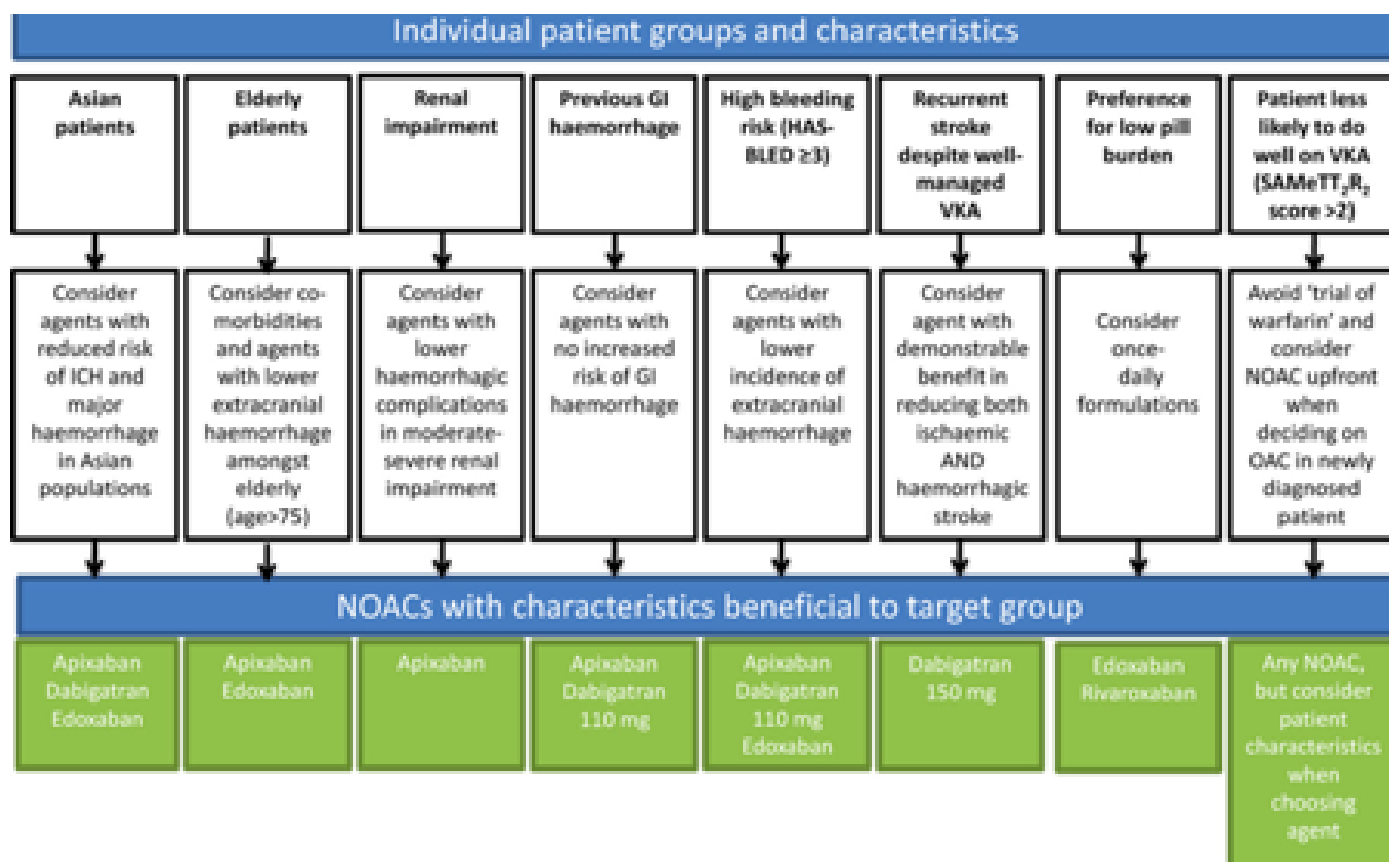 Individual patient groups and characteristics
Asian
patients
Elderly
patients
Renal
impairment
Previous GI
haemorrhage
High bleeding
risk (HAS-
BLED ≥3)
Recurrent
stroke
despite well-
managed
VKA
Preference
for low pill
burden
Patient less
likely to do
well on VKA
(SAMeTT₂R₂
score >2)
Consider
agents with
reduced risk
of ICH and
major
haemorrhage
in Asian
populations
Consider co-
morbidities
and agents
with lower
extracranial
haemorrhage
amongst
elderly
(age>75)
Consider
agents with
lower
haemorrhagic
complications
in moderate-
severe renal
impairment
Consider
agents with
no increased
risk of GI
haemorrhage
Consider
agents with
lower
incidence of
extracranial
haemorrhage
Consider
agent with
demonstrable
benefit in
reducing both
ischaemic
AND
haemorrhagic
stroke
Consider
once-
daily
formulations
Avoid 'trial of
warfarin' and
consider
NOAC upfront
when
deciding on
OAC in newly
diagnosed
patient
NOACs with characteristics beneficial to target group
Apixaban
Dabigatran
Edoxaban
Apixaban
Edoxaban
Apixaban
Apixaban
Dabigatran
110 mg
Apixaban
Dabigatran
110 mg
Edoxaban
Dabigatran
150 mg
Edoxaban
Rivaroxaban
Any NOAC,
but consider
patient
characteristics
when
choosing
agent